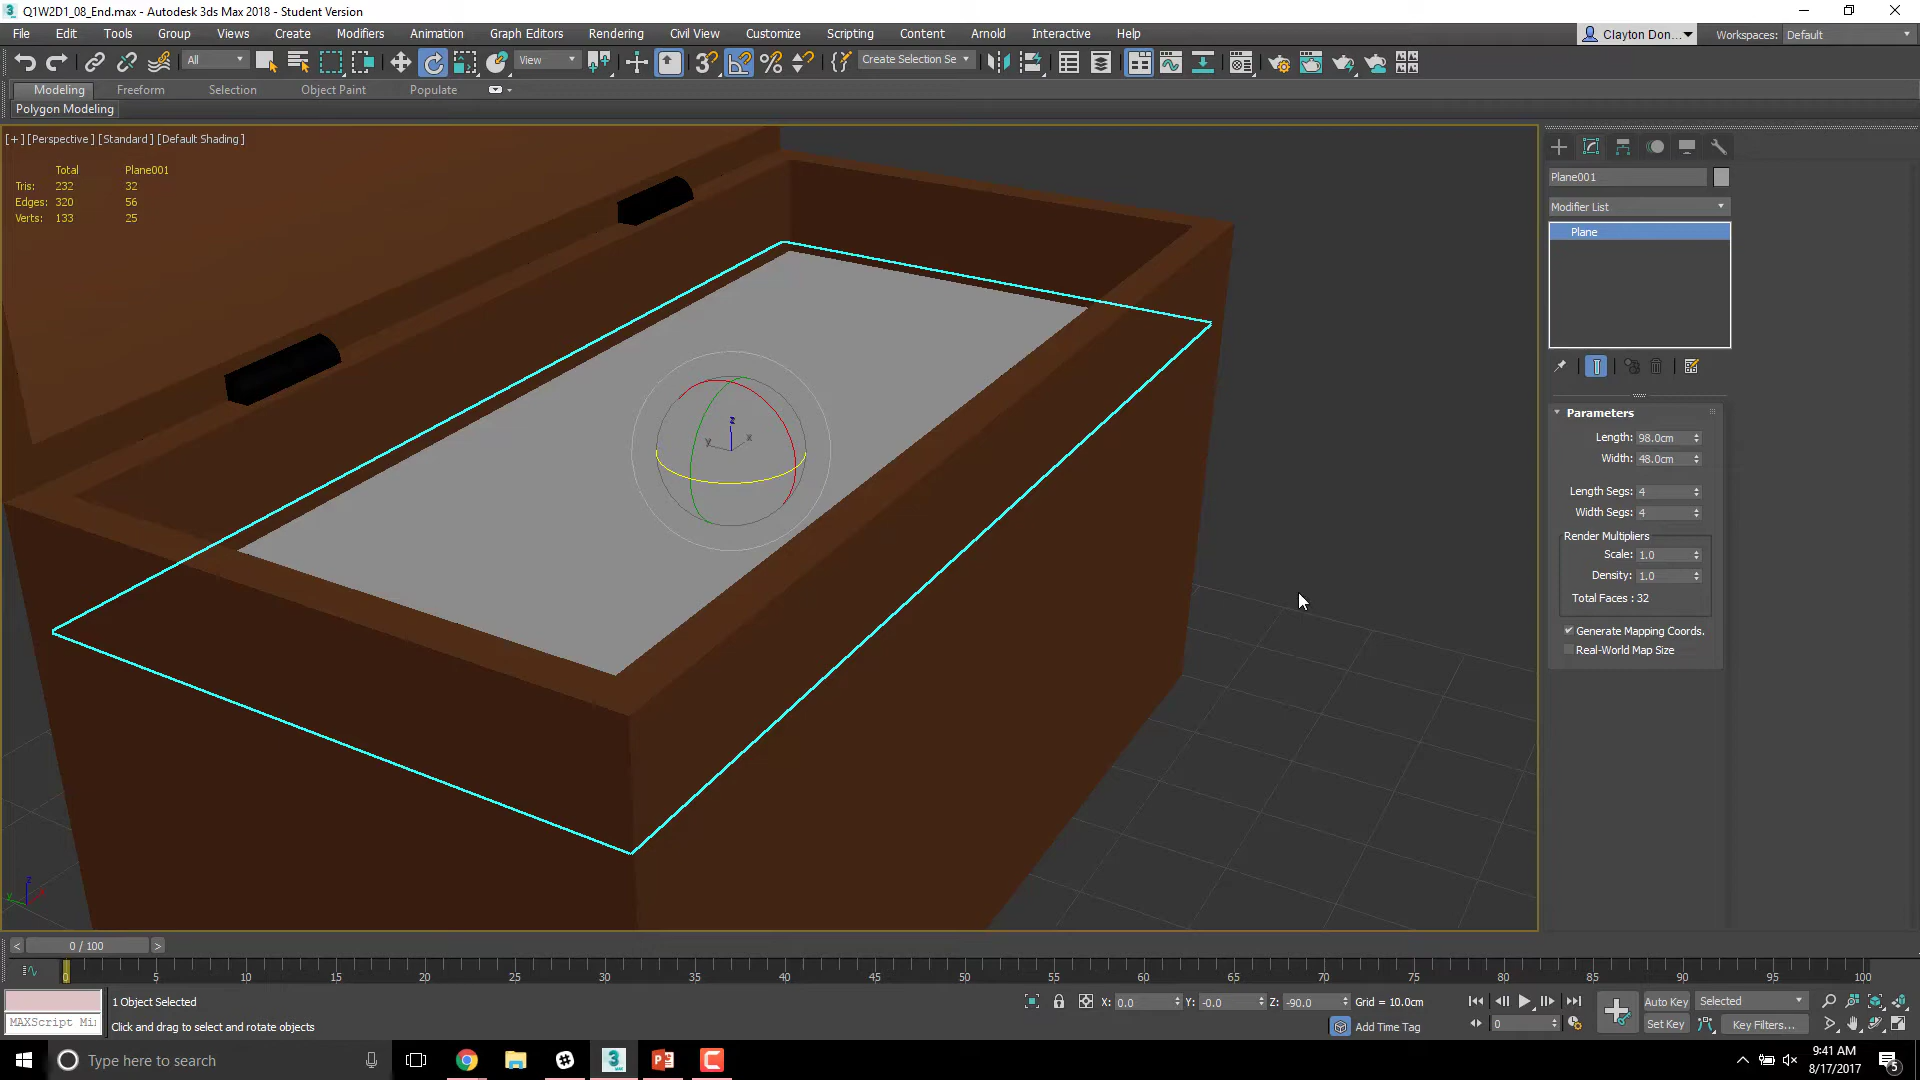 Q1W2D1_08_End.max - Autodesk 3ds Max 2018 - Student Version
File Edit Tools Group Views Create Modifiers Animation Graph Editors Rendering Civil View Customize Scripting Content Arnold Interactive Help
Clayton Don... Workspaces: Default
All View Create Selection Se
Modeling Freeform Selection Object Paint Populate
Polygon Modeling
[+] [Perspective] [Standard] [Default Shading]
Total Plane001
Tris: 232 32
Edges: 320 56
Verts: 133 25
z
y x
Plane001
Modifier List
Plane
Parameters
Length: 98.0cm
Width: 48.0cm
Length Segs: 4
Width Segs: 4
Render Multipliers
Scale: 1.0
Density: 1.0
Total Faces : 32
Generate Mapping Coords.
Real-World Map Size
z
y
< 0 / 100 >
0 5 10 15 20 25 30 35 40 45 50 55 60 65 70 75 80 85 90 95 100
1 Object Selected X: 0.0 Y: -0.0 Z: -90.0 Grid = 10.0cm Auto Key Selected
MAXScript Mi Click and drag to select and rotate objects Add Time Tag 0 Set Key Key Filters...
Type here to search
9:41 AM
8/17/2017
5